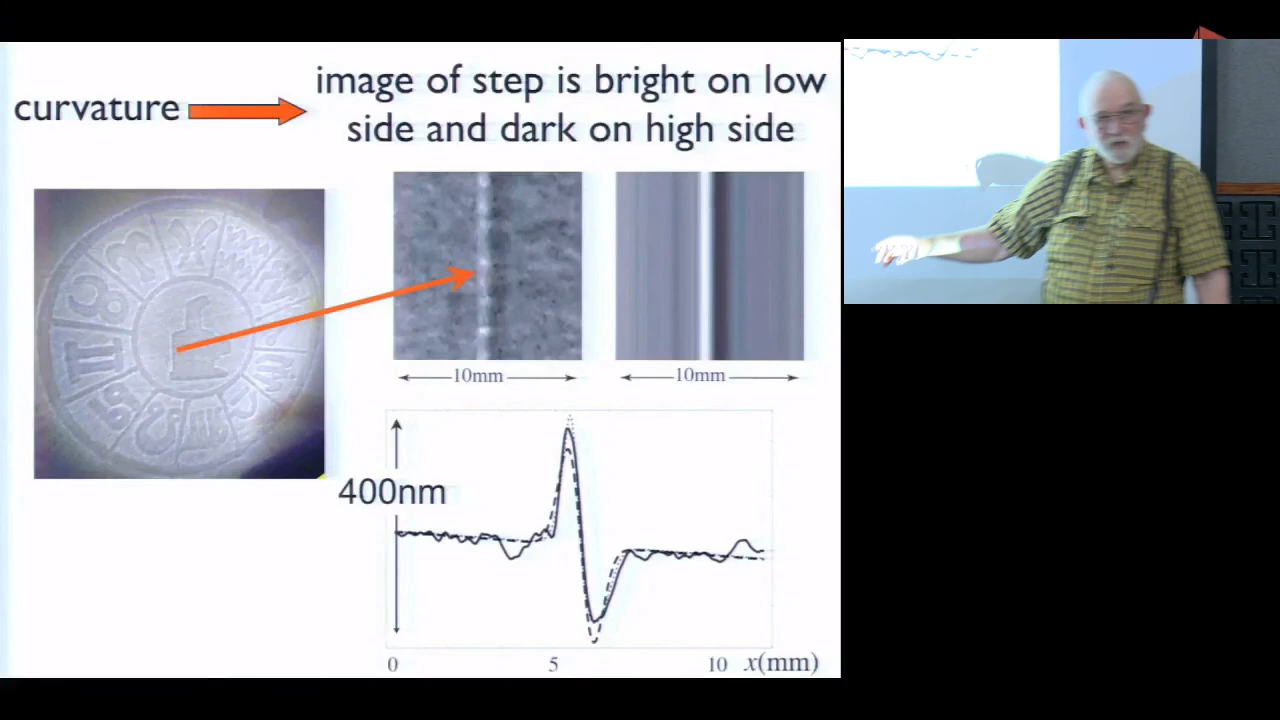 curvature
image of step is bright on low
side and dark on high side
10mm
10mm
400nm
0 5 10 x(mm)